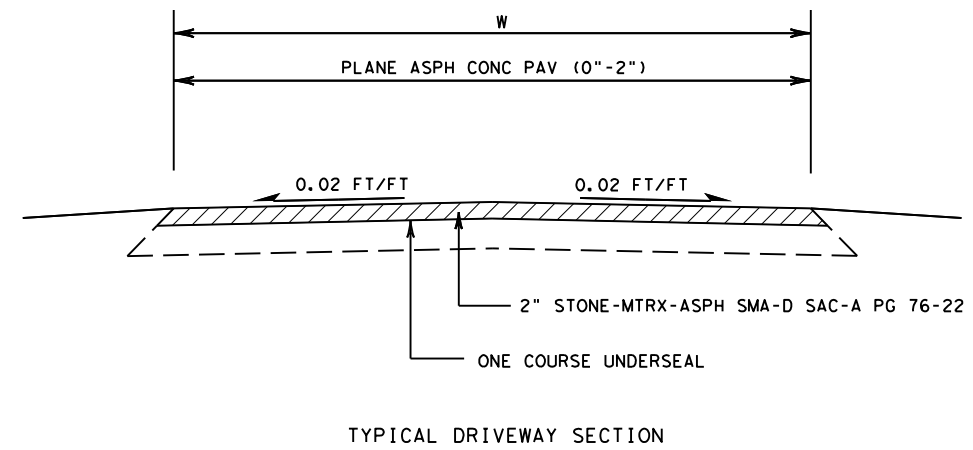 W
PLANE ASPH CONC PAV (0"-2")
0.02 FT/FT
0.02 FT/FT
2" STONE-MTRX-ASPH SMA-D SAC-A PG 76-22
ONE COURSE UNDERSEAL
TYPICAL DRIVEWAY SECTION